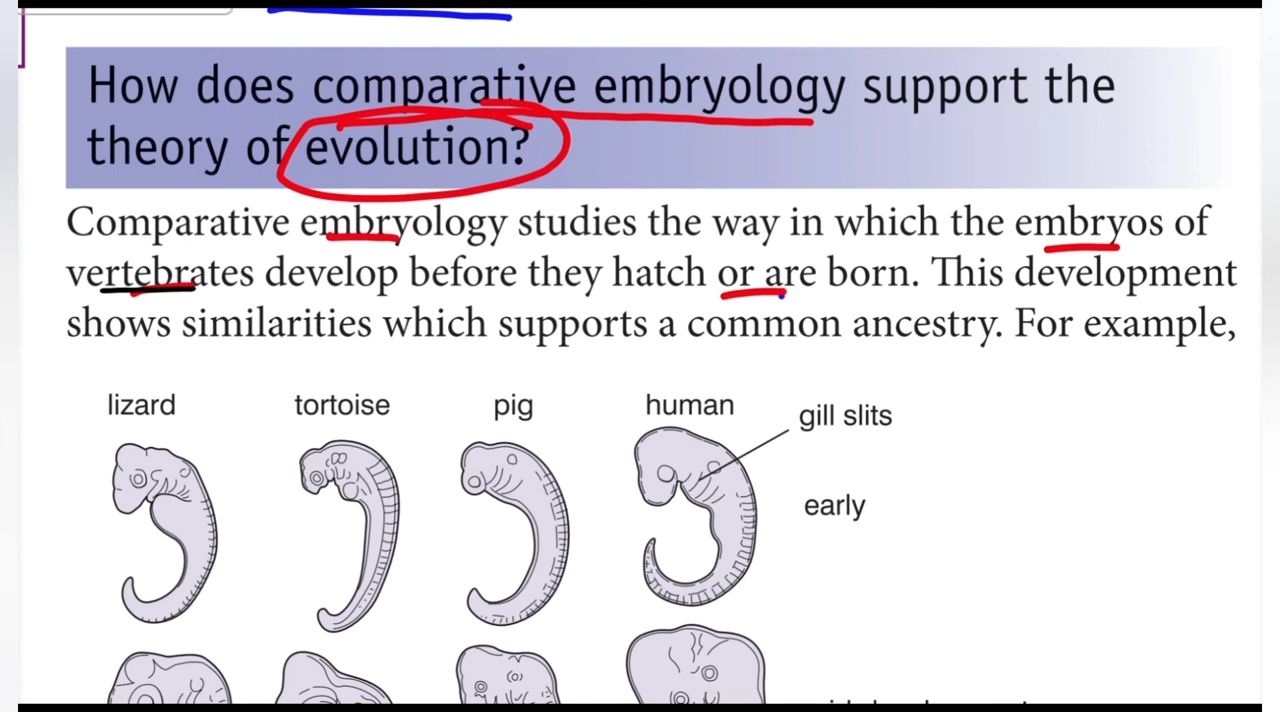 How does comparative embryology support the
theory of evolution?
Comparative embryology studies the way in which the embryos of
vertebrates develop before they hatch or are born. This development
shows similarities which supports a common ancestry. For example,
lizard tortoise pig human gill slits
early